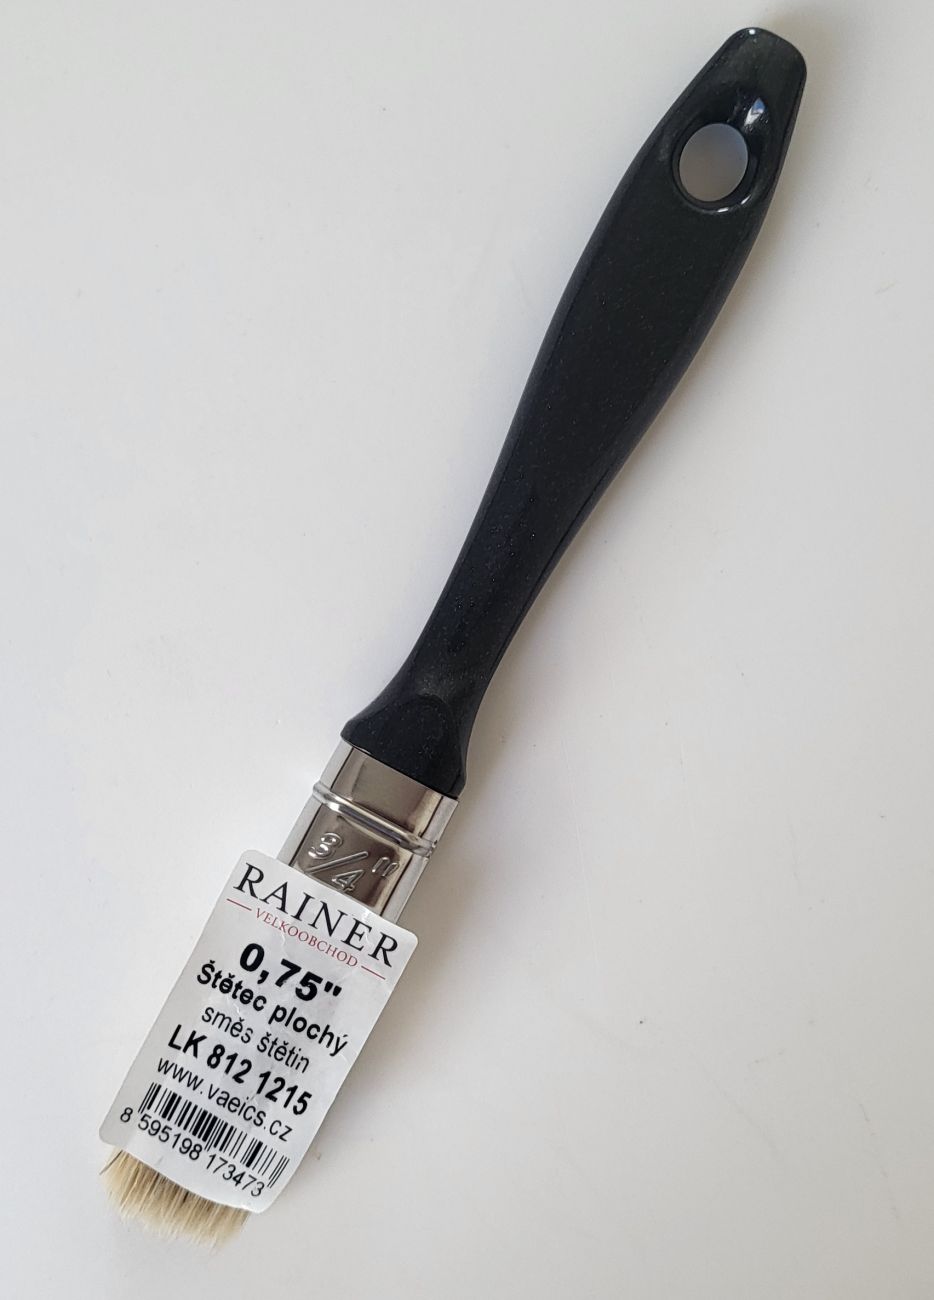 3/4"
RAINER
VELKOOBCHOD
0,75"
Štětec plochý
směs štětin
LK 812 1215
www.vaeics.cz
8 595198 173473